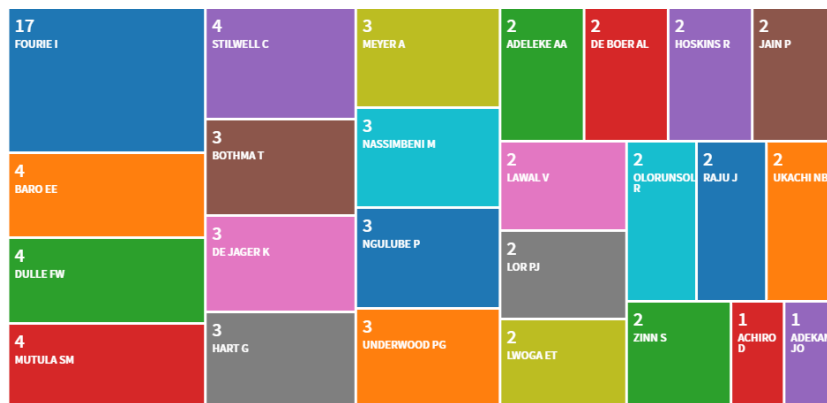 17
FOURIE I
4
BARO EE
4
DULLE FW
4
MUTULA SM
4
STILWELL C
3
BOTHMA T
3
DE JAGER K
3
HART G
3
MEYER A
3
NASSIMBENI M
3
NGULUBE P
3
UNDERWOOD PG
2
ADELEKE AA
2
DE BOER AL
2
HOSKINS R
2
JAIN P
2
LAWAL V
2
LOR PJ
2
LWOGA ET
2
OLORUNSOL
R
2
RAJU J
2
UKACHI NB
2
ZINN S
1
ACHIRO
D
1
ADEKAN
JO